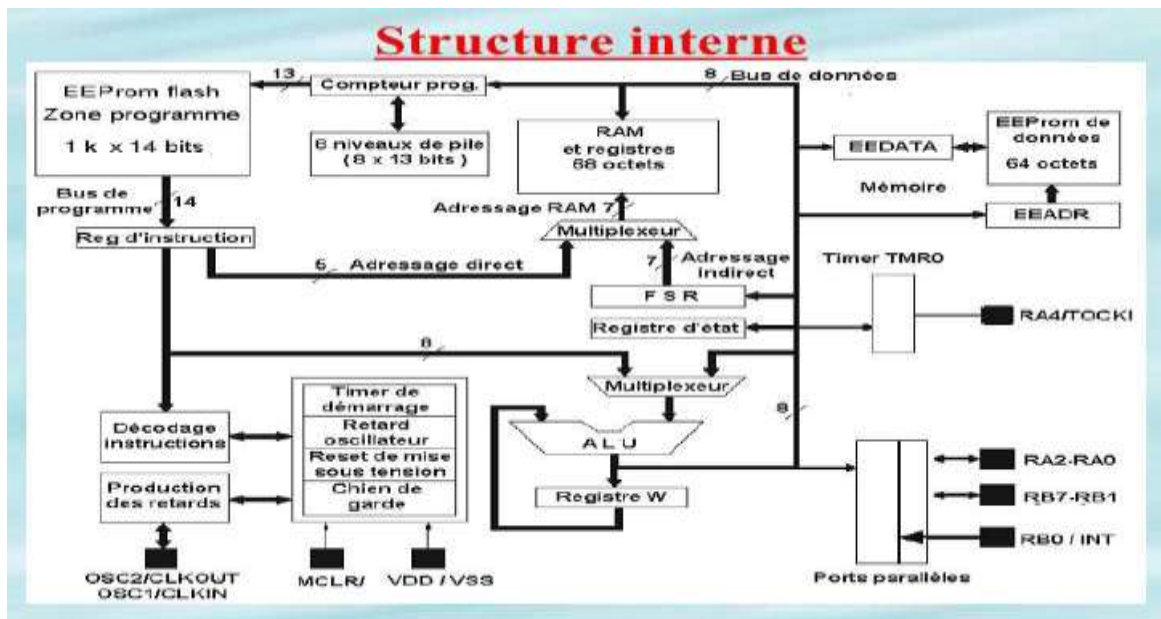 Structure interne
EEProm flash
Zone programme
1 k x 14 bits
13
Compteur prog.
8 niveaux de pile
(8 x 13 bits )
8 Bus de données
RAM
et registres
68 octets
EEDATA
EEProm de
données
64 octets
Mémoire
EEADR
Bus de
programme
14
Reg d'instruction
Adressage RAM 7
Multiplexeur
5 Adressage direct
7
Adressage
indirect
F S R
Registre d'état
Timer TMR0
RA4/TOCKI
8
Multiplexeur
8
Décodage
instructions
Production
des retards
Timer de
démarrage
Retard
oscillateur
Reset de mise
sous tension
Chien de
garde
A L U
Registre W
RA2-RA0
RB7-RB1
RB0 / INT
Ports parallèles
OSC2/CLKOUT
OSC1/CLKIN
MCLR/
VDD / VSS